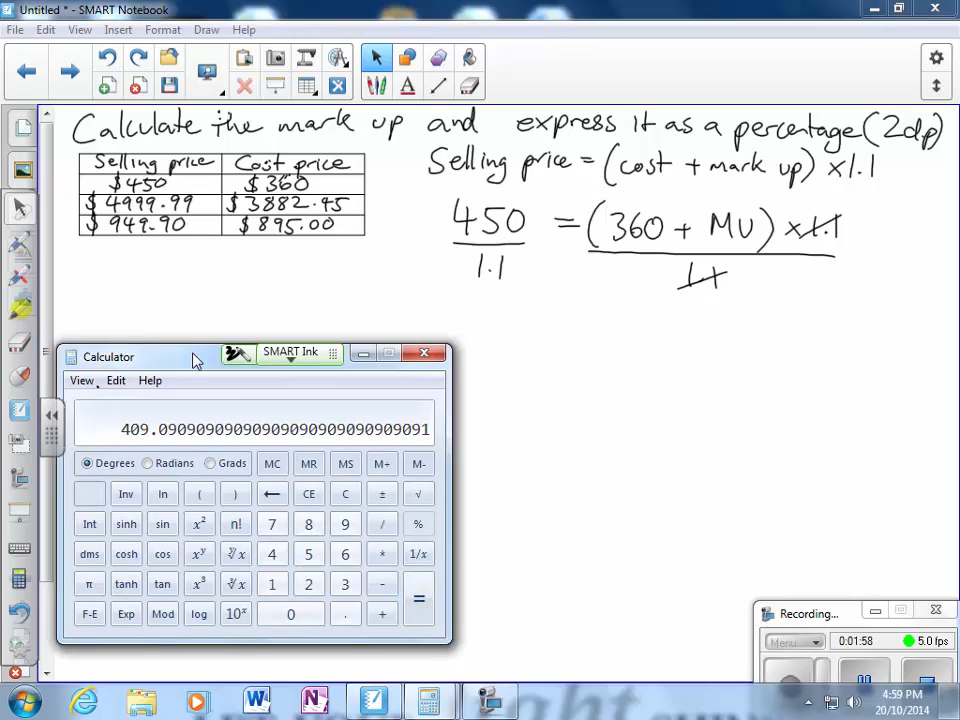 Untitled * - SMART Notebook
File Edit View Insert Format Draw Help
Calculate the mark up and express it as a percentage (2dp)
Selling price = (cost + mark up) × 1.1
Selling price Cost price
$450 $360
$4999.99 $3882.45
$949.90 $895.00
450 = (360 + MU) × 1.1
1.1 1.1
Calculator
SMART Ink
View Edit Help
409.09090909090909090909090909091
Degrees Radians Grads MC MR MS M+ M-
Inv ln ( ) ← CE C ± √
Int sinh sin x² n! 7 8 9 / %
dms cosh cos xʸ ʸ√x 4 5 6 * 1/x
π tanh tan x³ ³√x 1 2 3 - =
F-E Exp Mod log 10ˣ 0 . +
Recording...
Menu 0:01:58 5.0 fps
4:59 PM
20/10/2014